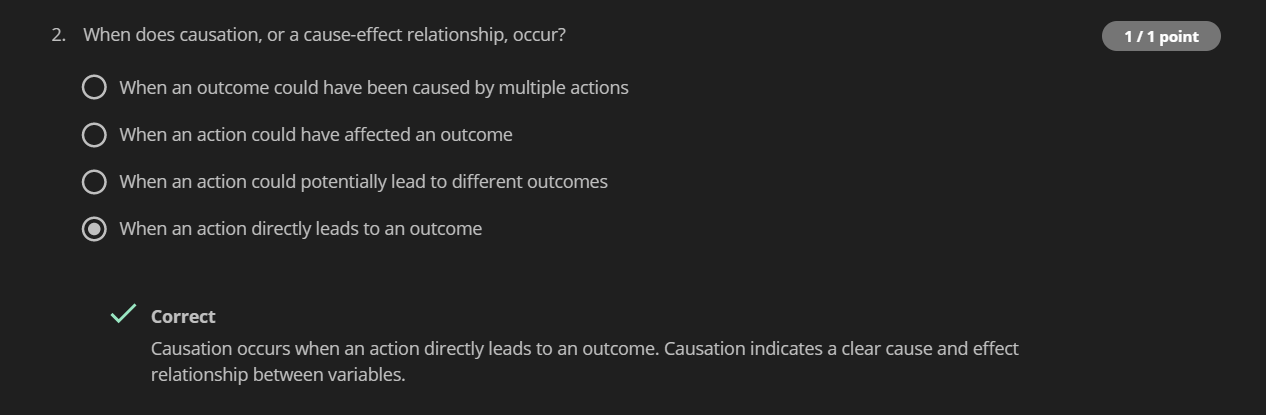 2. When does causation, or a cause-effect relationship, occur?
1 / 1 point
When an outcome could have been caused by multiple actions
When an action could have affected an outcome
When an action could potentially lead to different outcomes
When an action directly leads to an outcome
Correct
Causation occurs when an action directly leads to an outcome. Causation indicates a clear cause and effect
relationship between variables.